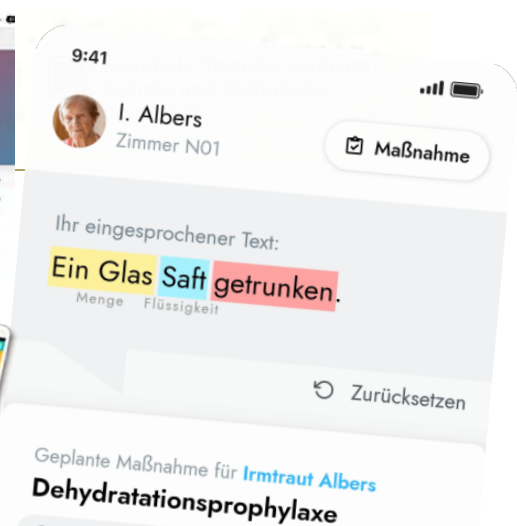 9:41
I. Albers
Zimmer N01
Maßnahme
Ihr eingesprochener Text:
Ein Glas Saft getrunken.
Menge Flüssigkeit
Zurücksetzen
Geplante Maßnahme für Irmtraut Albers
Dehydratationsprophylaxe